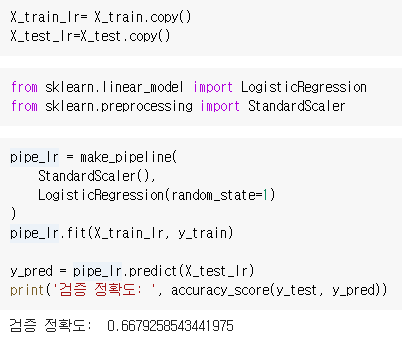 X_train_lr= X_train.copy()
X_test_lr=X_test.copy()
from sklearn.linear_model import LogisticRegression
from sklearn.preprocessing import StandardScaler
pipe_lr = make_pipeline(
    StandardScaler(),
    LogisticRegression(random_state=1)
)
pipe_lr.fit(X_train_lr, y_train)
y_pred = pipe_lr.predict(X_test_lr)
print('검증 정확도: ', accuracy_score(y_test, y_pred))
검증 정확도:  0.6679258543441975